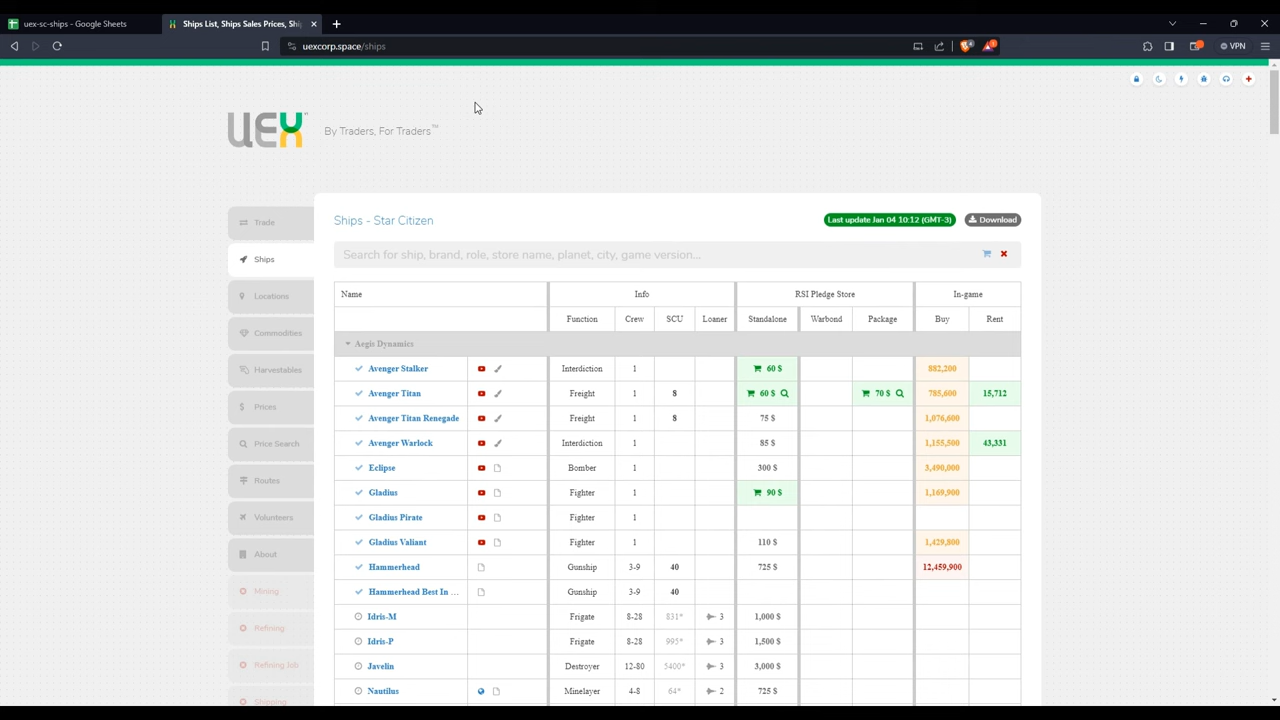 uex-sc-ships - Google Sheets
Ships List, Ships Sales Prices, Shi
uexcorp.space/ships
VPN
UEX
By Traders, For Traders™
Trade
Ships
Locations
Commodities
Harvestables
Prices
Price Search
Routes
Volunteers
About
Mining
Refining
Refining Job
Shipping
Ships - Star Citizen
Last update Jan 04 10:12 (GMT-3)
Download
Search for ship, brand, role, store name, planet, city, game version...
Name Info RSI Pledge Store In-game
Function Crew SCU Loaner Standalone Warbond Package Buy Rent
Aegis Dynamics
Avenger Stalker Interdiction 1 60 $ 882,200
Avenger Titan Freight 1 8 60 $ 70 $ 785,600 15,712
Avenger Titan Renegade Freight 1 8 75 $ 1,076,600
Avenger Warlock Interdiction 1 85 $ 1,155,500 43,331
Eclipse Bomber 1 300 $ 3,490,000
Gladius Fighter 1 90 $ 1,169,900
Gladius Pirate Fighter 1
Gladius Valiant Fighter 1 110 $ 1,429,800
Hammerhead Gunship 3-9 40 725 $ 12,459,900
Hammerhead Best In ... Gunship 3-9 40
Idris-M Frigate 8-28 831* 3 1,000 $
Idris-P Frigate 8-28 995* 3 1,500 $
Javelin Destroyer 12-80 5400* 3 3,000 $
Nautilus Minelayer 4-8 64* 2 725 $